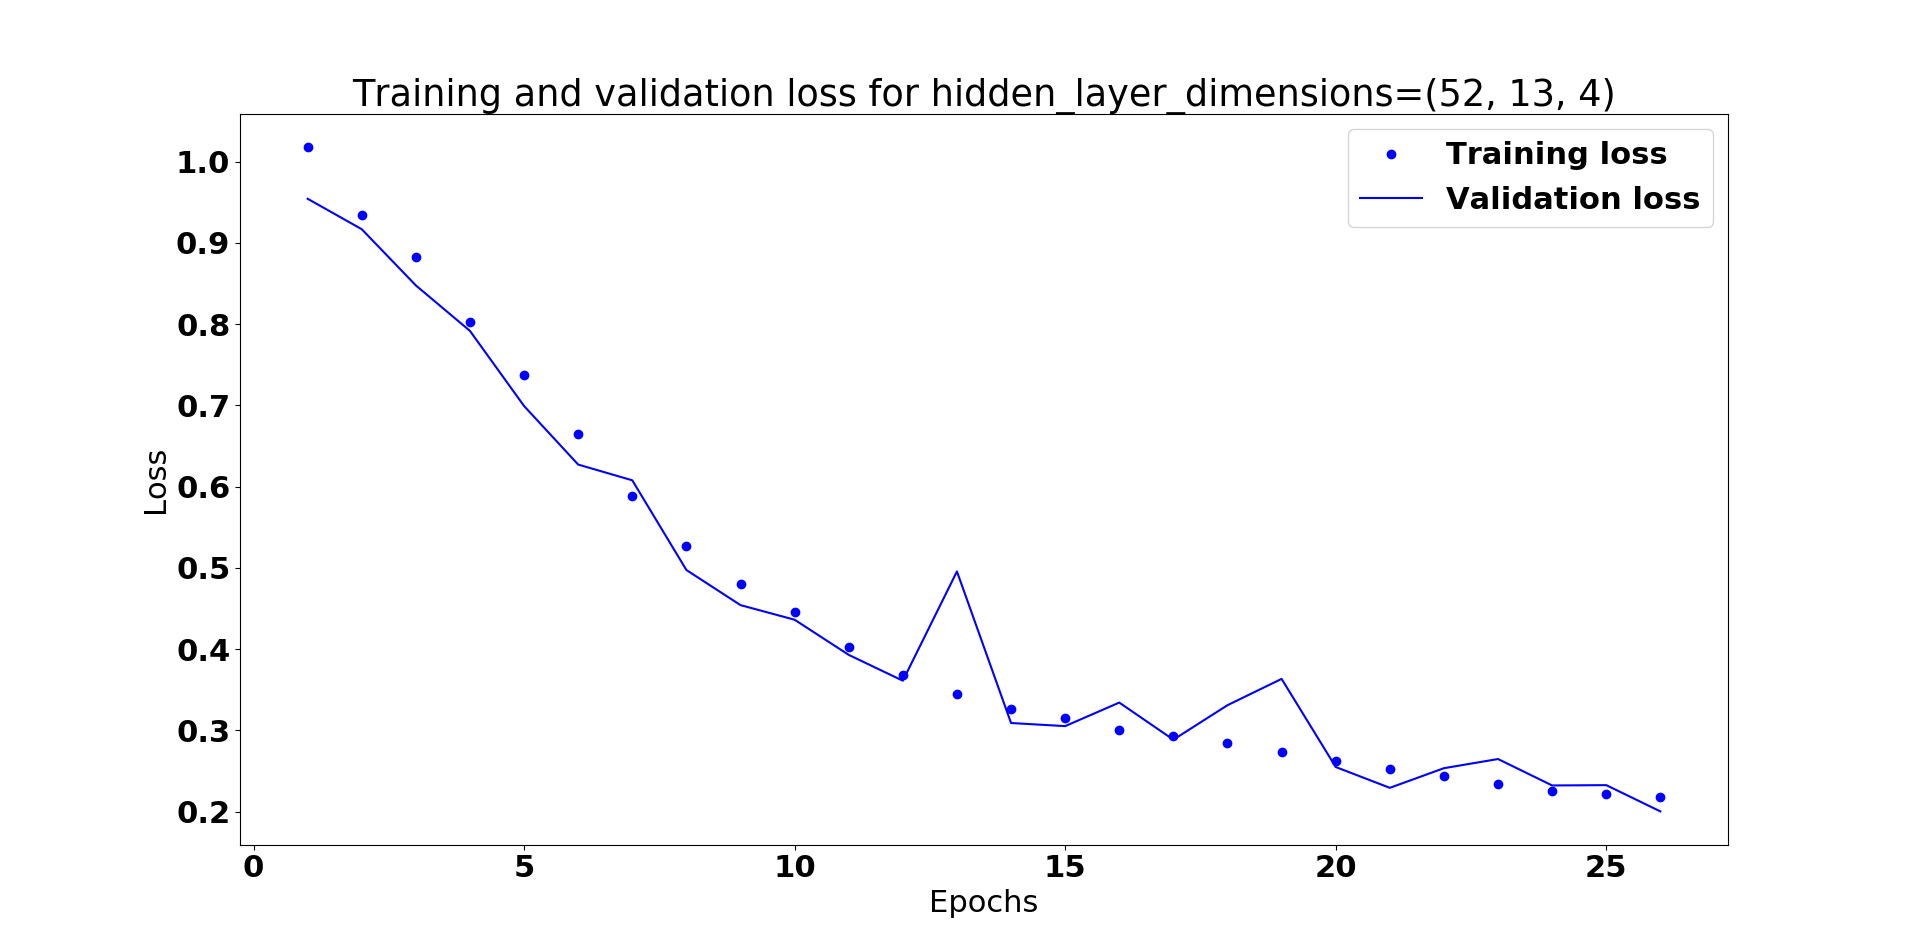 Training and validation loss for hidden_layer_dimensions=(52, 13, 4)
Training loss
Validation loss
1.0
0.9
0.8
0.7
0.6
0.5
0.4
0.3
0.2
Loss
0 5 10 15 20 25
Epochs